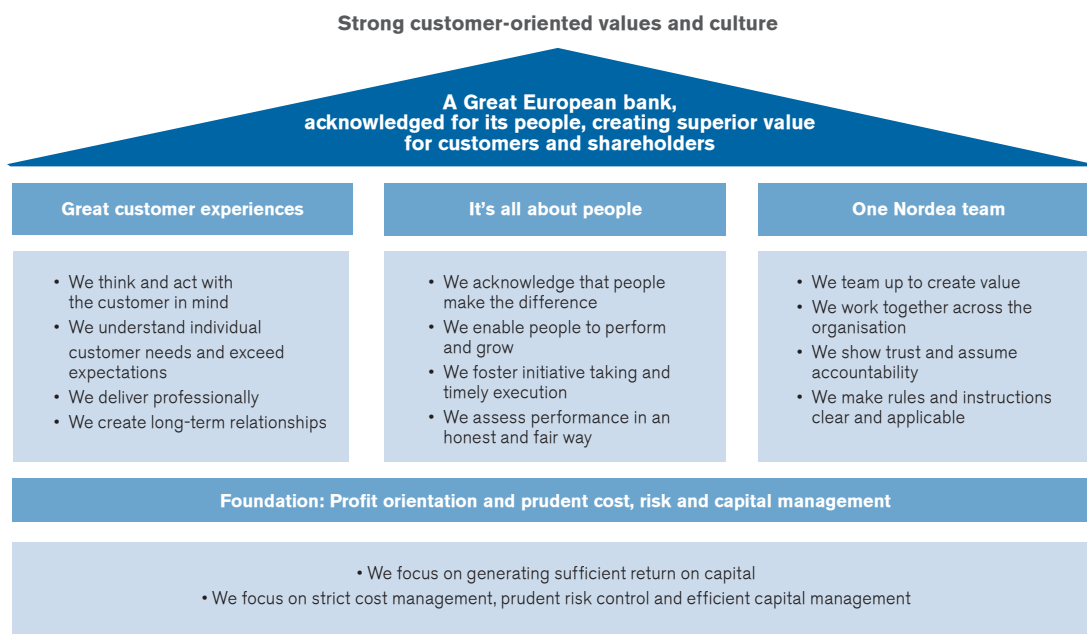 Strong customer-oriented values and culture
A Great European bank,
acknowledged for its people, creating superior value
for customers and shareholders
Great customer experiences
• We think and act with
the customer in mind
• We understand individual
customer needs and exceed
expectations
• We deliver professionally
• We create long-term relationships
It's all about people
• We acknowledge that people
make the difference
• We enable people to perform
and grow
• We foster initiative taking and
timely execution
• We assess performance in an
honest and fair way
One Nordea team
• We team up to create value
• We work together across the
organisation
• We show trust and assume
accountability
• We make rules and instructions
clear and applicable
Foundation: Profit orientation and prudent cost, risk and capital management
• We focus on generating sufficient return on capital
• We focus on strict cost management, prudent risk control and efficient capital management